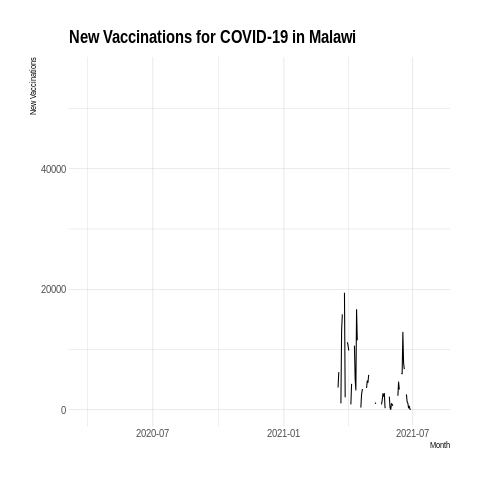 New Vaccinations for COVID-19 in Malawi
New Vaccinations
40000
20000
0
2020-07
2021-01
2021-07
Month